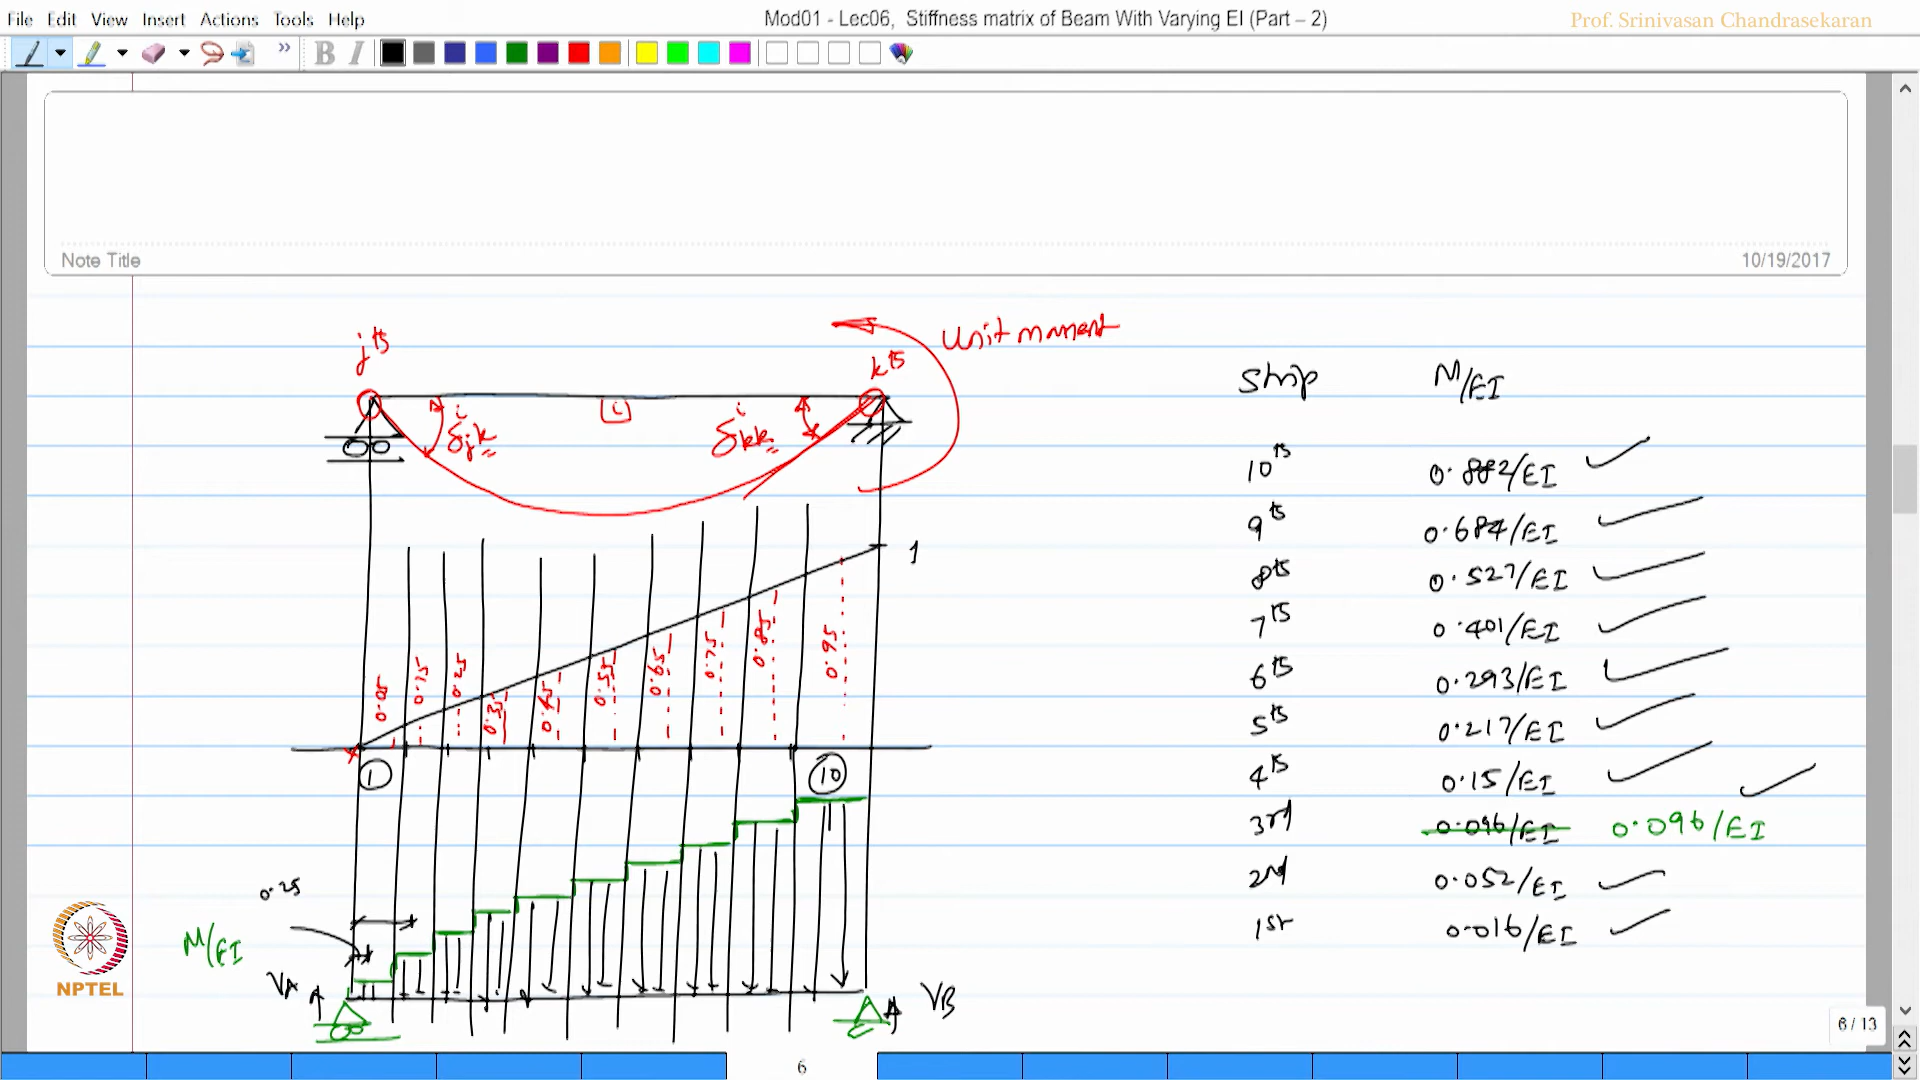 File Edit View Insert Actions Tools Help
Mod01 - Lec06, Stiffness matrix of Beam With Varying EI (Part – 2)
Prof. Srinivasan Chandrasekaran
B I
Note Title
10/19/2017
jth
kth
Unit moment
i
δjk i
δkk i
1
0.05
0.15
0.25
0.35
0.45
0.55
0.65
0.75
0.85
0.95
1
10
0.25
M/EI
VA
VB
Strip M/EI
10th 0.882/EI
9th 0.684/EI
8th 0.527/EI
7th 0.401/EI
6th 0.293/EI
5th 0.217/EI
4th 0.15/EI
3rd 0.096/EI 0.096/EI
2nd 0.052/EI
1st 0.016/EI
NPTEL
6 / 13
6